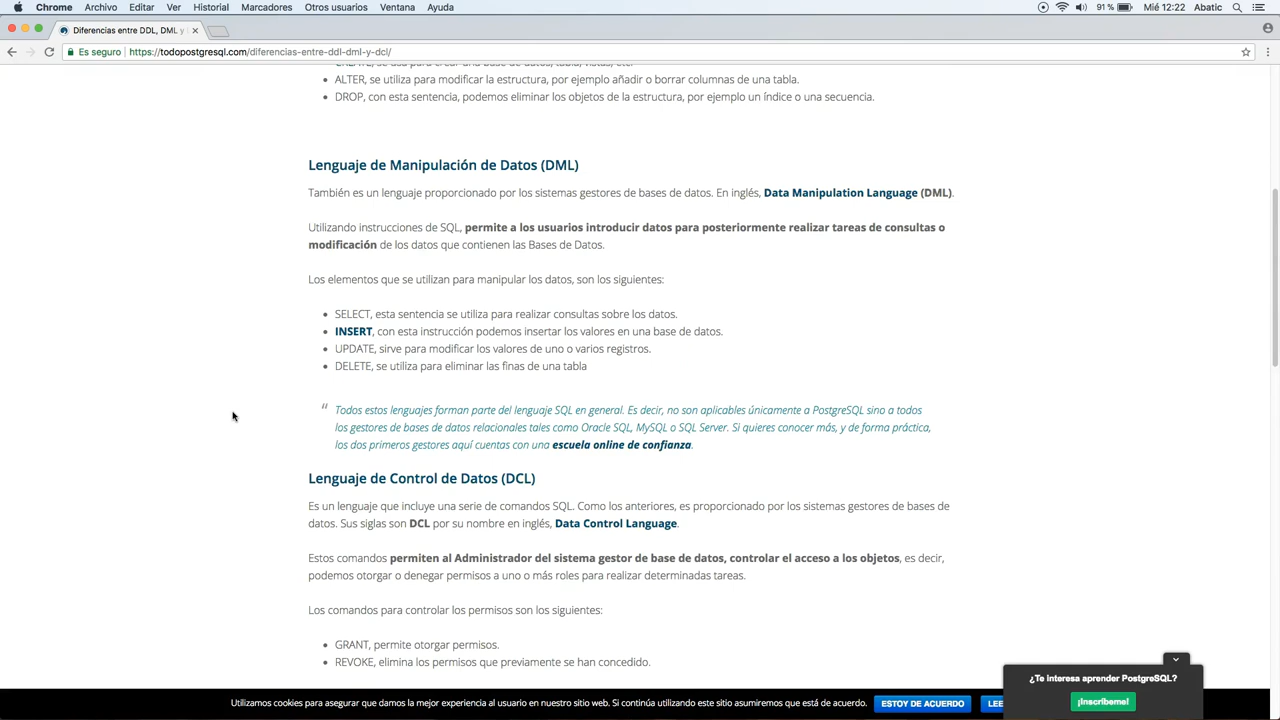 Chrome Archivo Editar Ver Historial Marcadores Otros usuarios Ventana Ayuda 91 % Mié 12:22 Abatic
Diferencias entre DDL, DML y
Es seguro https://todopostgresql.com/diferencias-entre-ddl-dml-y-dcl/
ALTER, se utiliza para modificar la estructura, por ejemplo añadir o borrar columnas de una tabla.
DROP, con esta sentencia, podemos eliminar los objetos de la estructura, por ejemplo un índice o una secuencia.
Lenguaje de Manipulación de Datos (DML)
También es un lenguaje proporcionado por los sistemas gestores de bases de datos. En inglés, Data Manipulation Language (DML).
Utilizando instrucciones de SQL, permite a los usuarios introducir datos para posteriormente realizar tareas de consultas o
modificación de los datos que contienen las Bases de Datos.
Los elementos que se utilizan para manipular los datos, son los siguientes:
SELECT, esta sentencia se utiliza para realizar consultas sobre los datos.
INSERT, con esta instrucción podemos insertar los valores en una base de datos.
UPDATE, sirve para modificar los valores de uno o varios registros.
DELETE, se utiliza para eliminar las finas de una tabla
“ Todos estos lenguajes forman parte del lenguaje SQL en general. Es decir, no son aplicables únicamente a PostgreSQL sino a todos
los gestores de bases de datos relacionales tales como Oracle SQL, MySQL o SQL Server. Si quieres conocer más, y de forma práctica,
los dos primeros gestores aquí cuentas con una escuela online de confianza.
Lenguaje de Control de Datos (DCL)
Es un lenguaje que incluye una serie de comandos SQL. Como los anteriores, es proporcionado por los sistemas gestores de bases de
datos. Sus siglas son DCL por su nombre en inglés, Data Control Language.
Estos comandos permiten al Administrador del sistema gestor de base de datos, controlar el acceso a los objetos, es decir,
podemos otorgar o denegar permisos a uno o más roles para realizar determinadas tareas.
Los comandos para controlar los permisos son los siguientes:
GRANT, permite otorgar permisos.
REVOKE, elimina los permisos que previamente se han concedido.
¿Te interesa aprender PostgreSQL?
¡Inscríbeme!
Utilizamos cookies para asegurar que damos la mejor experiencia al usuario en nuestro sitio web. Si continúa utilizando este sitio asumiremos que está de acuerdo. ESTOY DE ACUERDO LEE